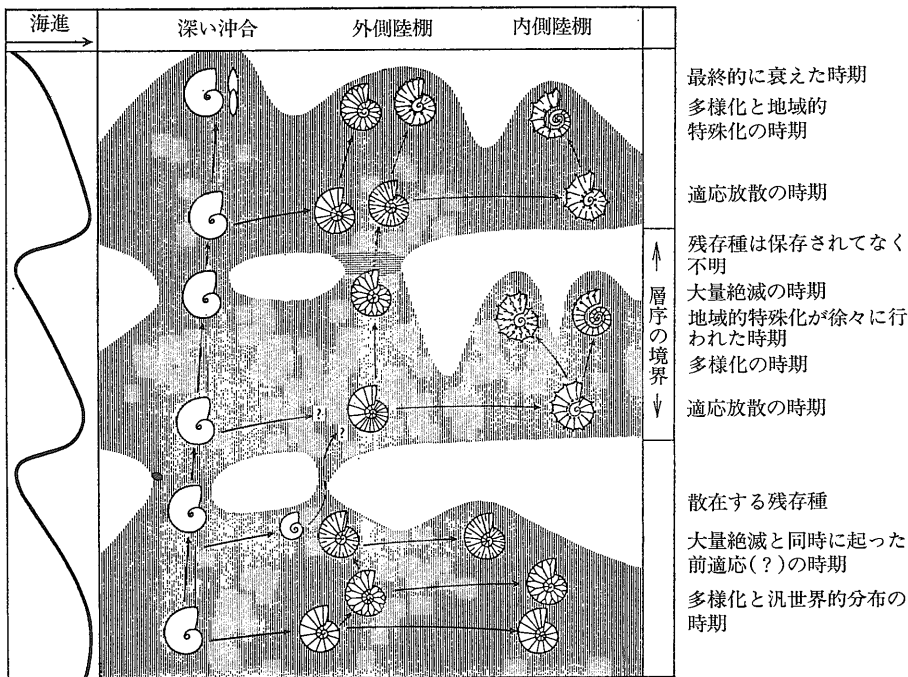 海進
深い沖合
外側陸棚
内側陸棚
最終的に衰えた時期
多様化と地域的
特殊化の時期
適応放散の時期
残存種は保存されてなく
不明
大量絶滅の時期
地域的特殊化が徐々に行
われた時期
多様化の時期
適応放散の時期
層序の境界
?
?
散在する残存種
大量絶滅と同時に起った
前適応(?)の時期
多様化と汎世界的分布の
時期